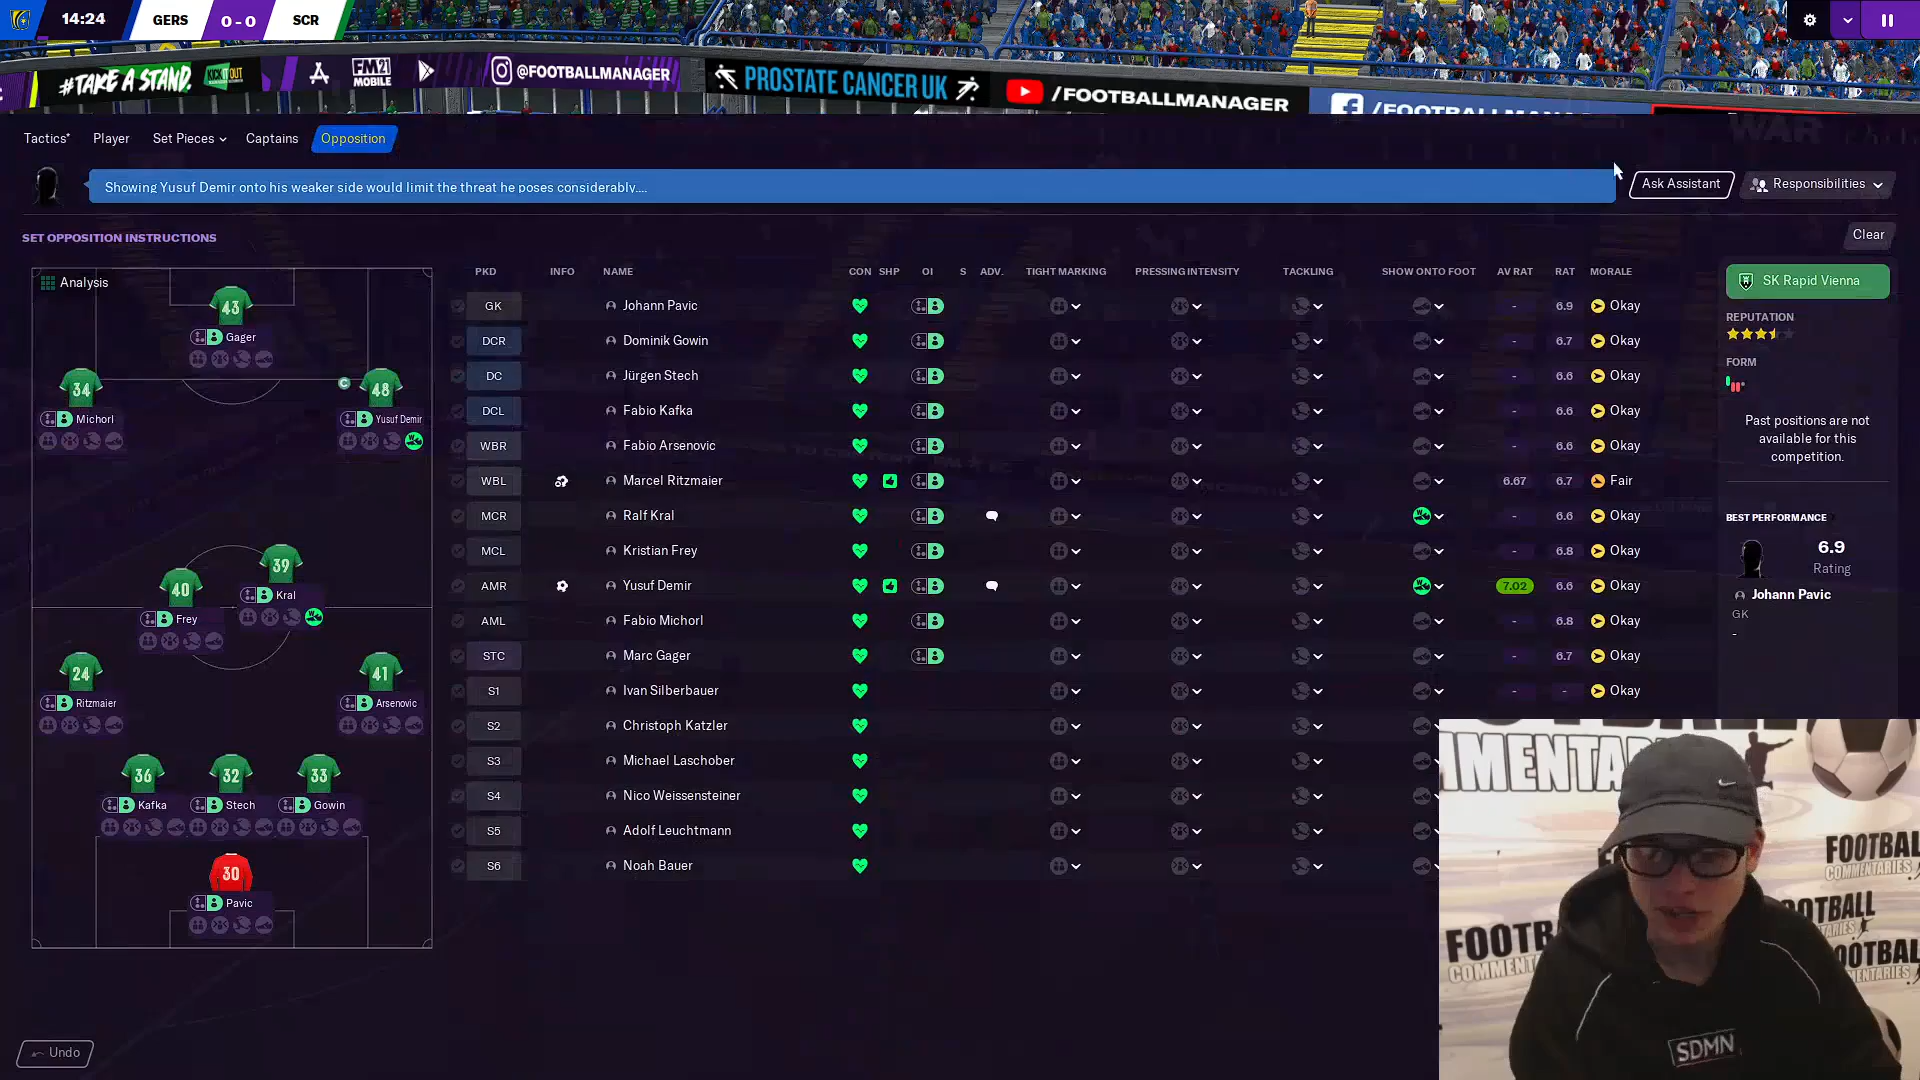 14:24 GERS 0 - 0 SCR
#TAKE A STAND. KICK IT OUT FM21 MOBILE @FOOTBALLMANAGER PROSTATE CANCER UK /FOOTBALLMANAGER
Tactics* Player Set Pieces Captains Opposition
Showing Yusuf Demir onto his weaker side would limit the threat he poses considerably....
Ask Assistant Responsibilities
SET OPPOSITION INSTRUCTIONS
Clear
Analysis
43
Gager
34
Michorl
C
48
Yusuf Demir
39
Kral
40
Frey
24
Ritzmaier
41
Arsenovic
36 32 33
Kafka Stech Gowin
30
Pavic
PKD INFO NAME CON SHP OI S ADV. TIGHT MARKING PRESSING INTENSITY TACKLING SHOW ONTO FOOT AV RAT RAT MORALE
GK Johann Pavic - 6.9 Okay
DCR Dominik Gowin - 6.7 Okay
DC Jürgen Stech - 6.6 Okay
DCL Fabio Kafka - 6.6 Okay
WBR Fabio Arsenovic - 6.6 Okay
WBL Marcel Ritzmaier 6.67 6.7 Fair
MCR Ralf Kral - 6.6 Okay
MCL Kristian Frey - 6.8 Okay
AMR Yusuf Demir 7.02 6.6 Okay
AML Fabio Michorl - 6.8 Okay
STC Marc Gager - 6.7 Okay
S1 Ivan Silberbauer - - Okay
S2 Christoph Katzler
S3 Michael Laschober
S4 Nico Weissensteiner
S5 Adolf Leuchtmann
S6 Noah Bauer
SK Rapid Vienna
REPUTATION
FORM
Past positions are not
available for this
competition.
BEST PERFORMANCE
6.9
Rating
Johann Pavic
GK
-
Undo
FOOTBALL
COMMENTARIES
SDMN